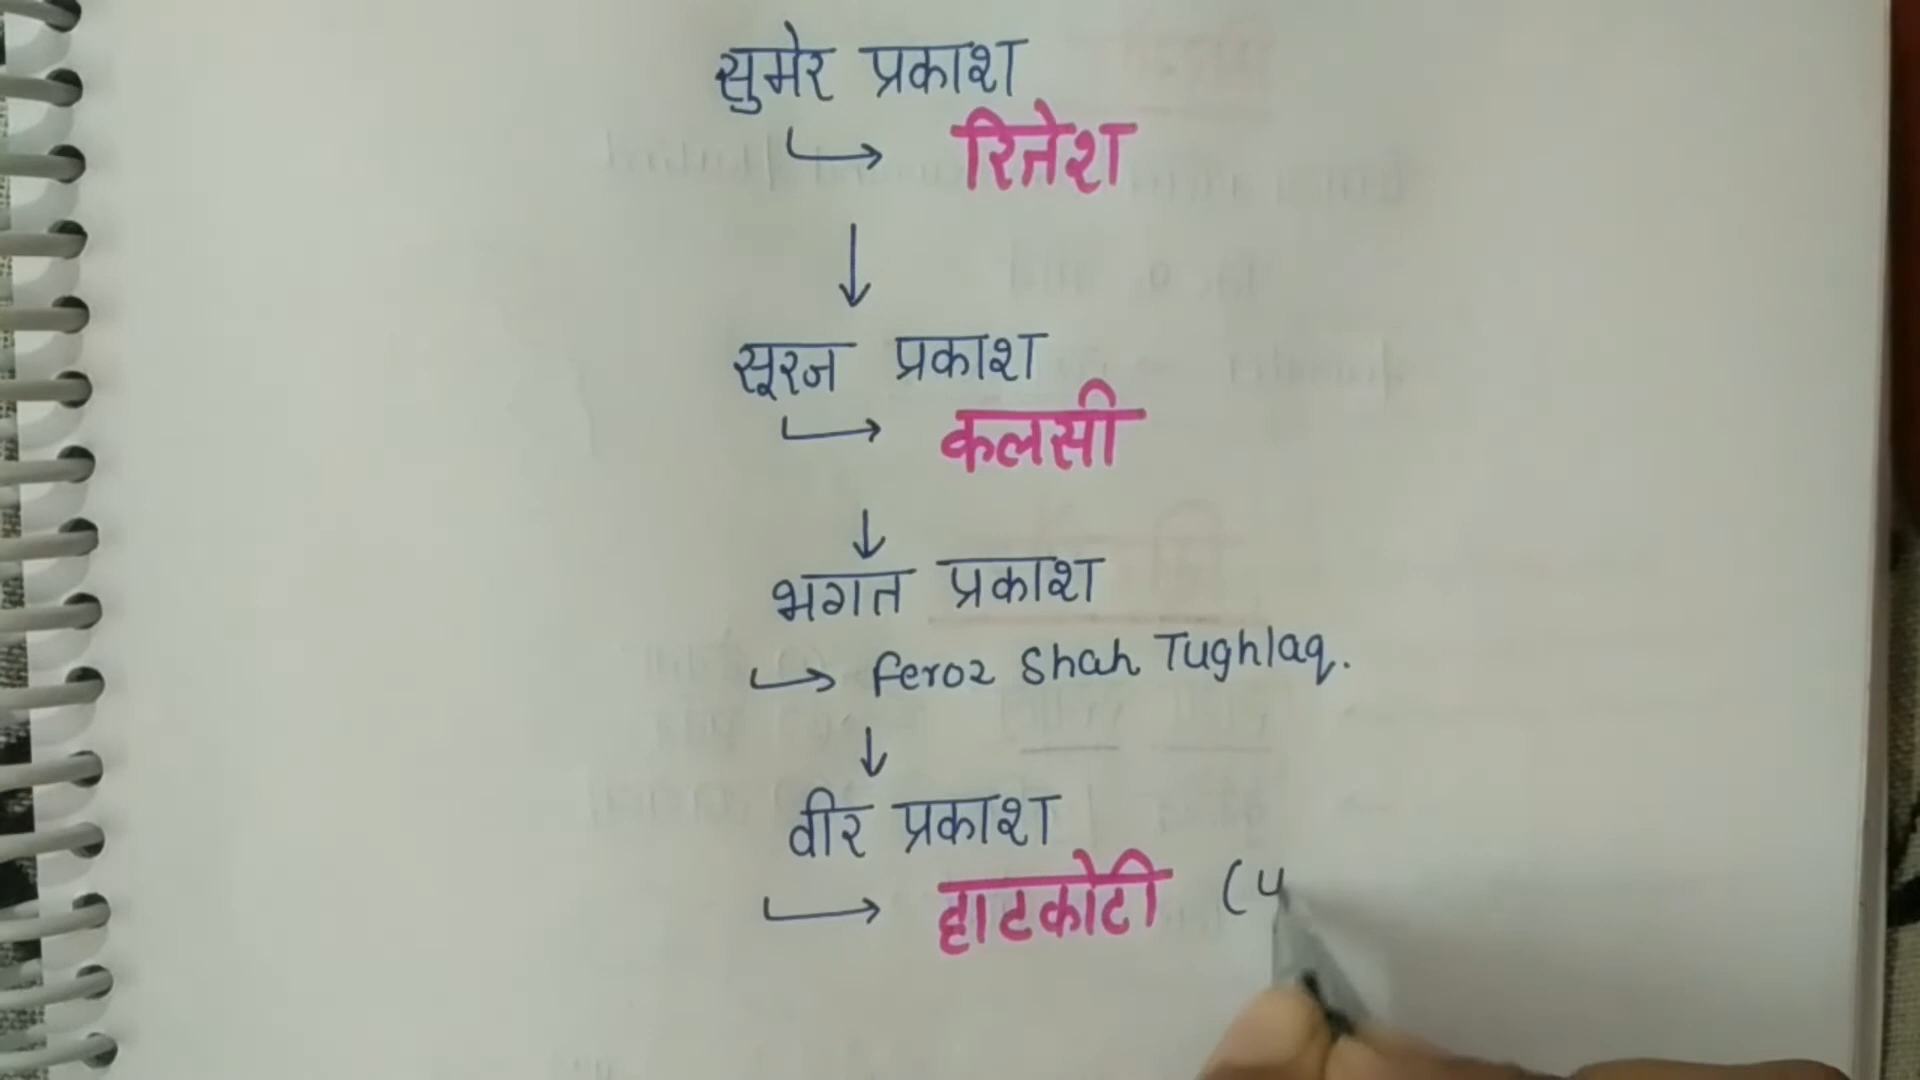 सुमेर प्रकाश
रितेश
सूरज प्रकाश
कलसी
भगत प्रकाश
Feroz Shah Tughlaq.
वीर प्रकाश
हाटकोटी (